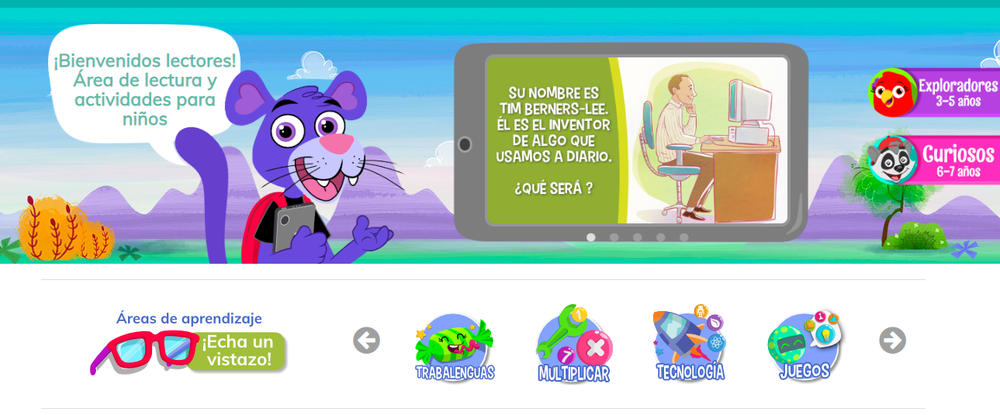 ¡Bienvenidos lectores!
Área de lectura y
actividades para
niños
SU NOMBRE ES
TIM BERNERS-LEE.
ÉL ES EL INVENTOR
DE ALGO QUE
USAMOS A DIARIO.
¿QUÉ SERÁ ?
Exploradores
3-5 años
Curiosos
6-7 años
Áreas de aprendizaje
¡Echa un
vistazo!
TRABALENGUAS
1
7
MULTIPLICAR
TECNOLOGÍA
JUEGOS